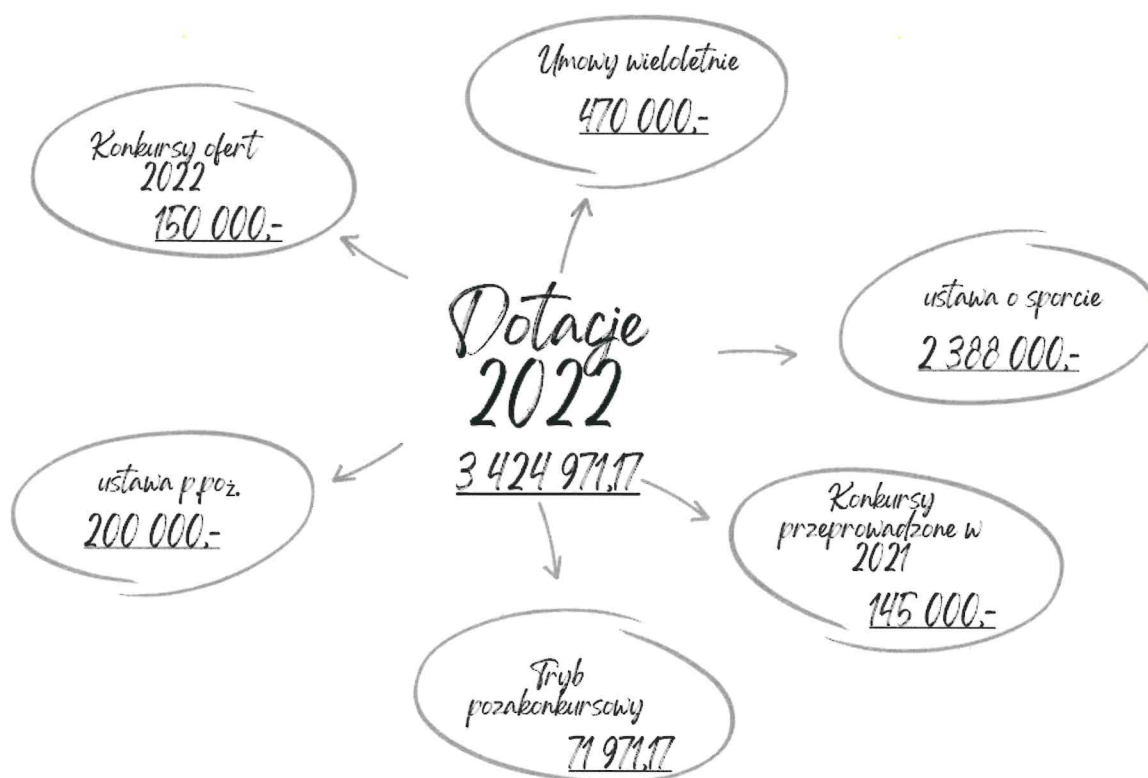 Umowy wieloletnie
470 000,-
Konkursy ofert
2022
150 000,-
ustawa o sporcie
2 388 000,-
Dotacje
2022
3 424 971,17
ustawa p.poż.
200 000,-
Konkursy
przeprowadzone w
2021
145 000,-
Tryb
pozakonkursowy
71 971,17